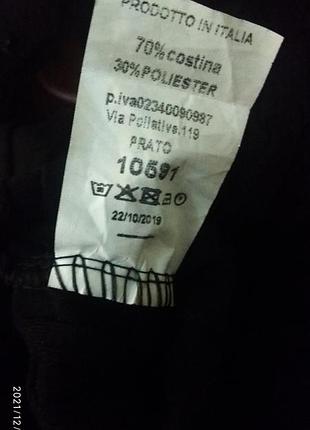 PRODOTTO IN ITALIA
70%costina
30%POLIESTER
p.iva02340090987
Via Pollativa.119
PRATO
10591
22/10/2019
2021/12/